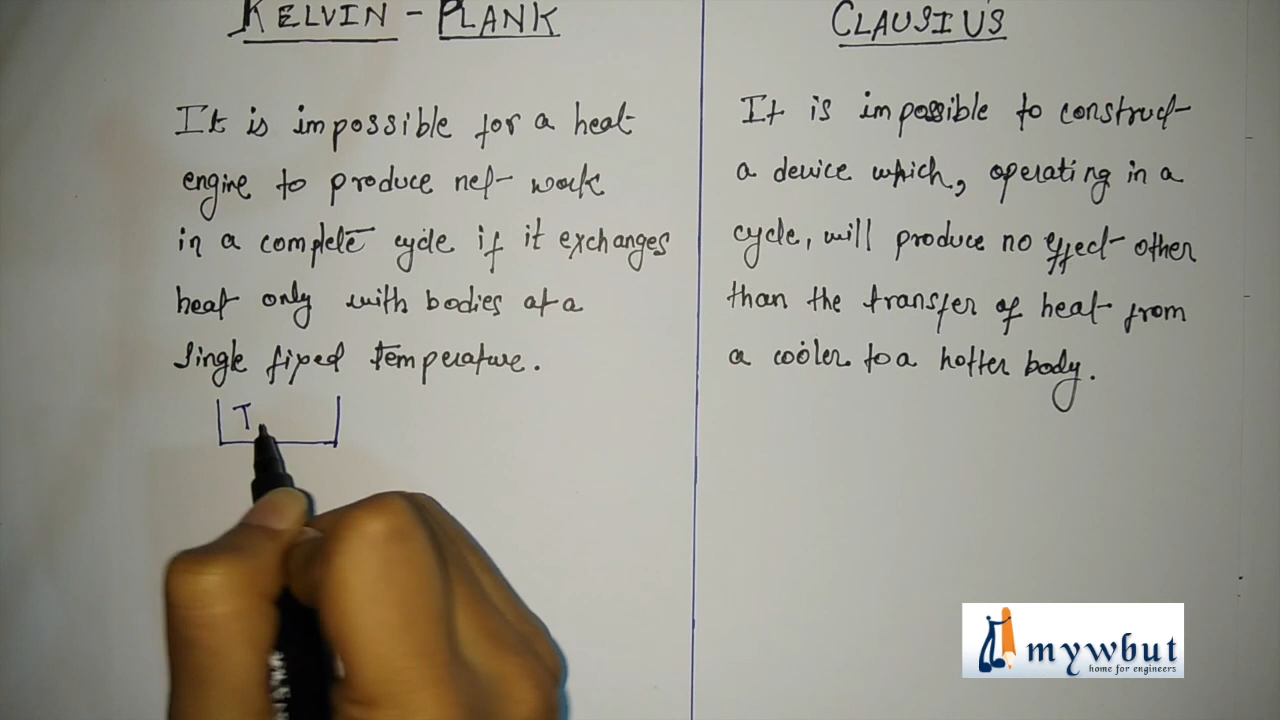 KELVIN - PLANK
It is impossible for a heat
engine to produce net work
in a complete cycle if it exchanges
heat only with bodies at a
single fixed temperature.
T
CLAUSIUS
It is impossible to construct
a device which, operating in a
cycle, will produce no effect other
than the transfer of heat from
a cooler to a hotter body.
mywbut
home for engineers